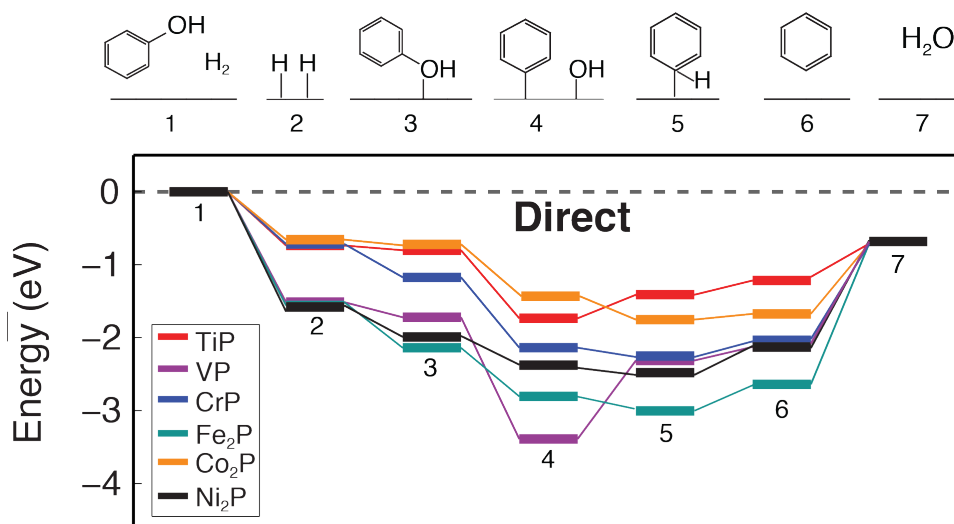 OH
H₂
H H
OH
OH
H
H₂O
1 2 3 4 5 6 7
Energy (eV)
0
−1
−2
−3
−4
Direct
1
2
3
4
5
6
7
TiP
VP
CrP
Fe₂P
Co₂P
Ni₂P